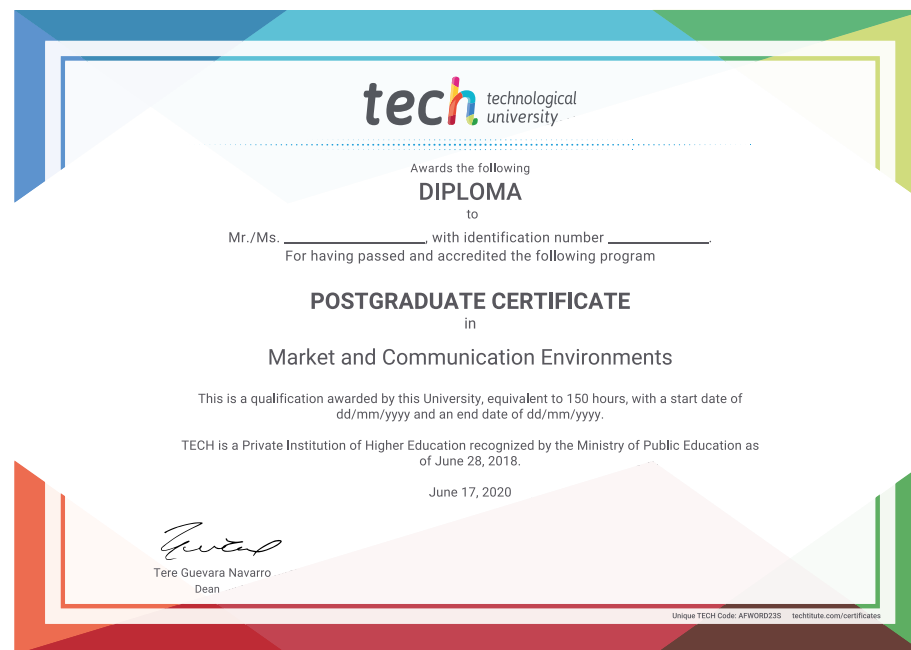 tech technological
university
Awards the following
DIPLOMA
to
Mr./Ms. ____________, with identification number ____________.
For having passed and accredited the following program
POSTGRADUATE CERTIFICATE
in
Market and Communication Environments
This is a qualification awarded by this University, equivalent to 150 hours, with a start date of
dd/mm/yyyy and an end date of dd/mm/yyyy.
TECH is a Private Institution of Higher Education recognized by the Ministry of Public Education as
of June 28, 2018.
June 17, 2020
Tere Guevara Navarro
Dean
Unique TECH Code: AFWORD23S techtitute.com/certificates